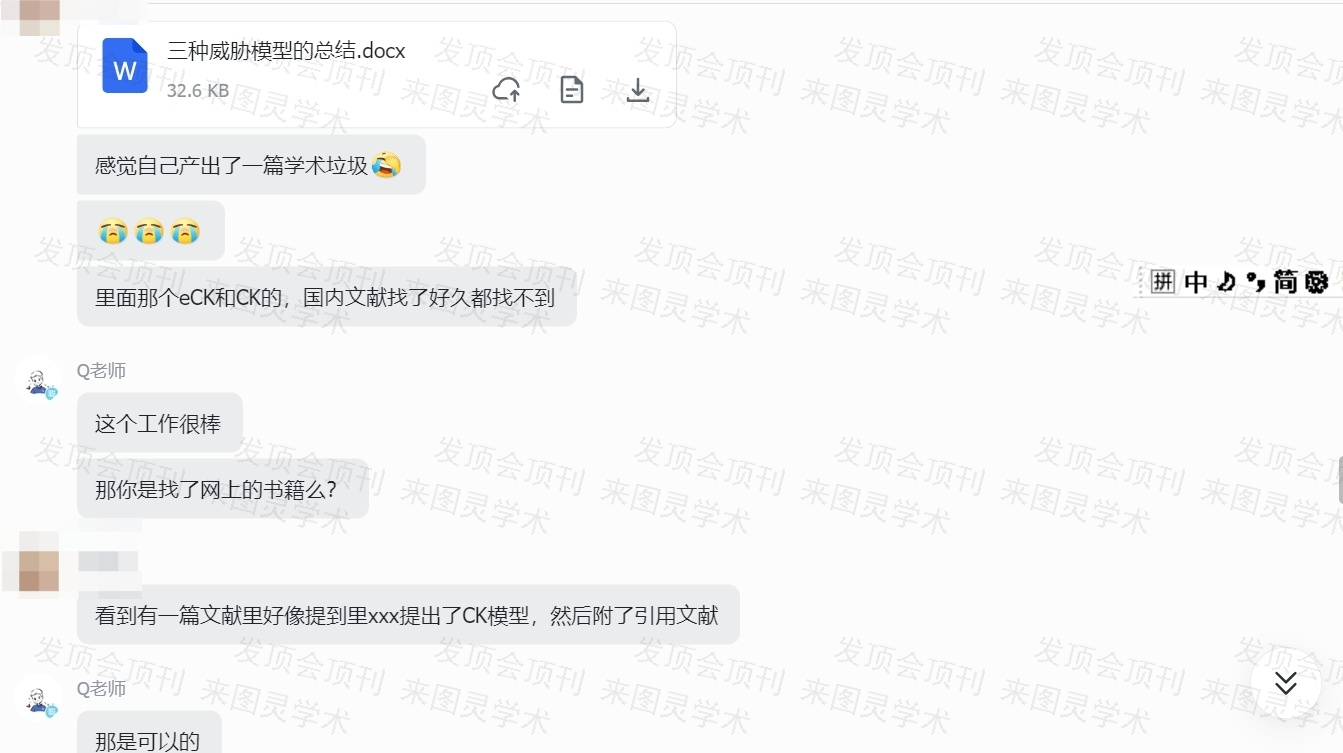 三种威胁模型的总结.docx
32.6 KB
感觉自己产出了一篇学术垃圾🤣
😭😭😭
里面那个eCK和CK的，国内文献找了好久都找不到
拼 中 简
Q老师
这个工作很棒
那你是找了网上的书籍么?
看到有一篇文献里好像提到里xxx提出了CK模型，然后附了引用文献
Q老师
那是可以的
发顶会顶刊
来图灵学术